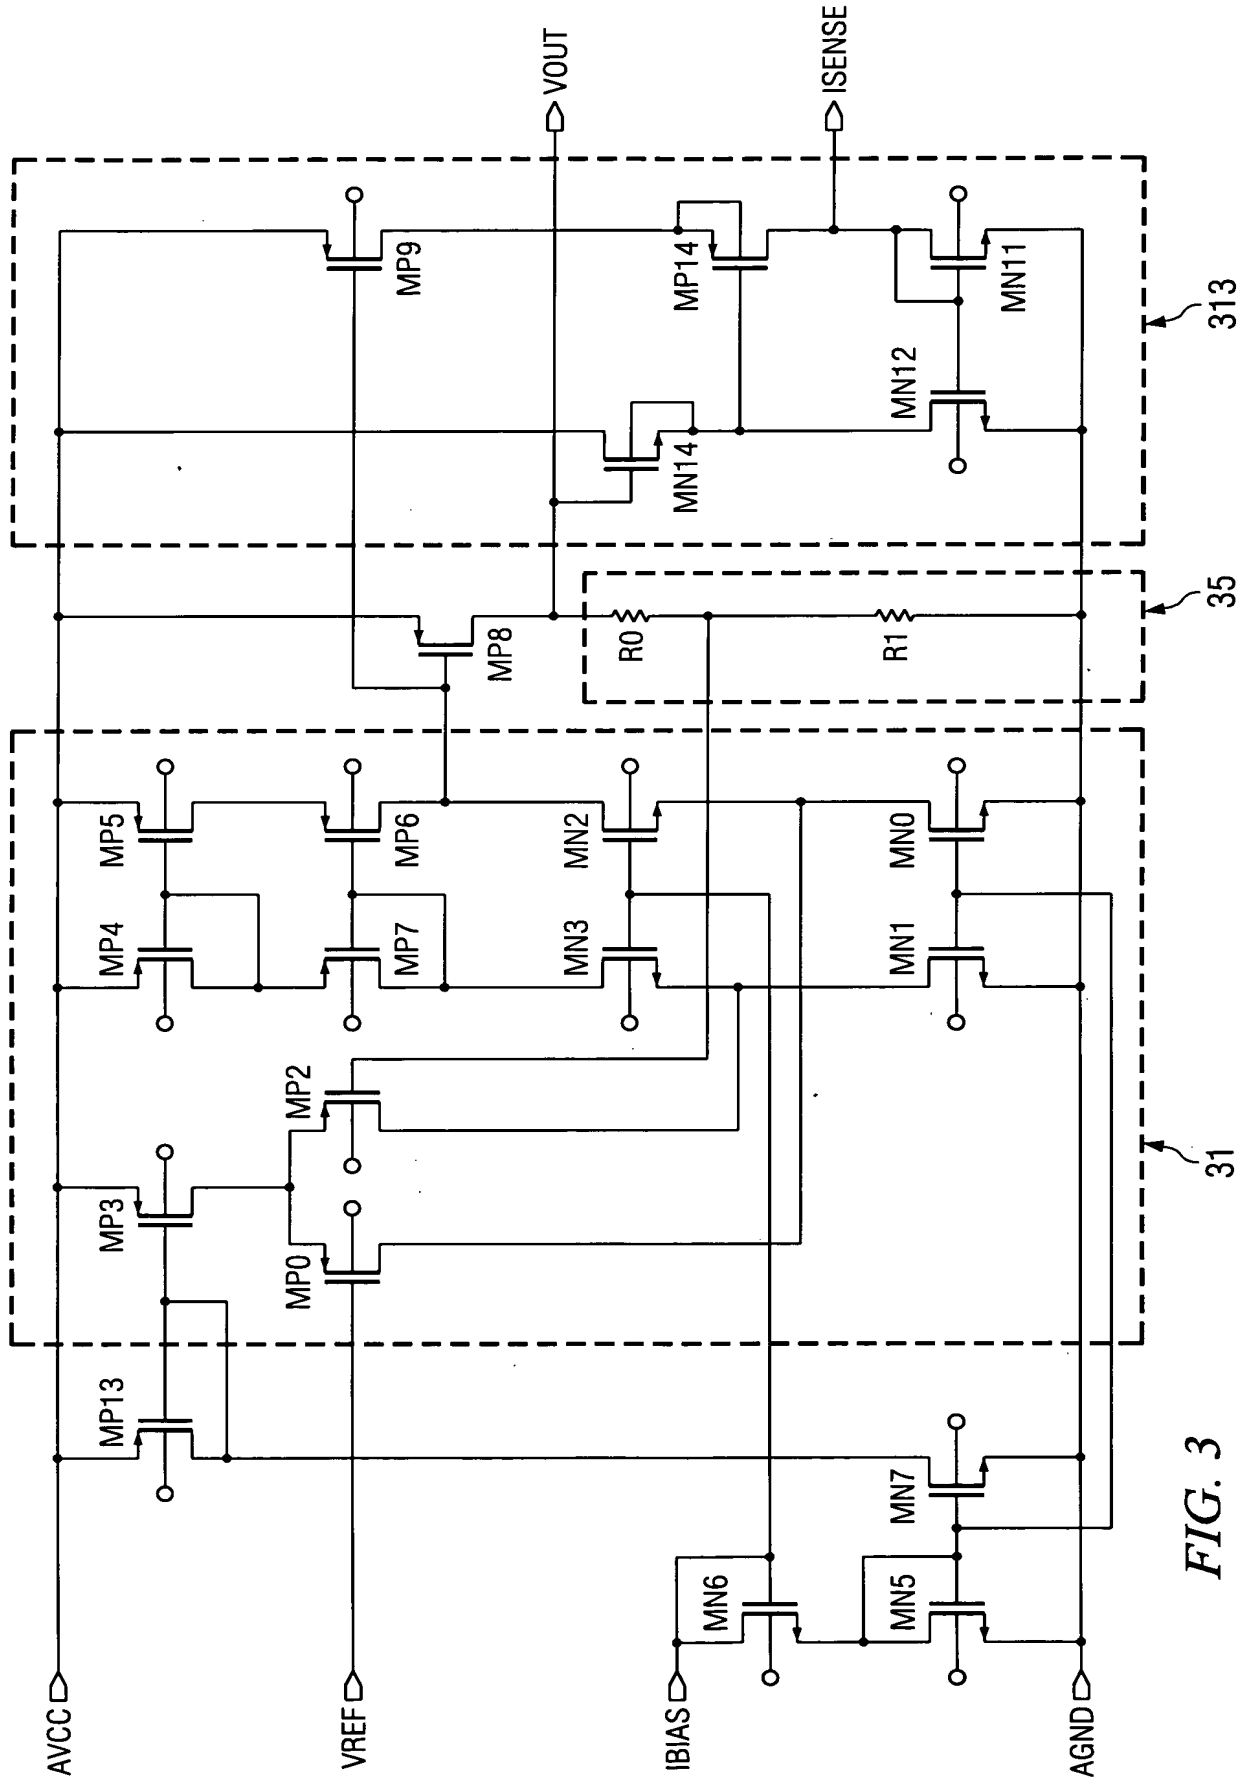 AVCC
VREF
IBIAS
AGND
MP13
MN6
MN5
MN7
MP3
MP0
MP2
MP4
MP5
MP7
MP6
MN3
MN2
MN1
MN0
31
MP8
R0
R1
35
MP9
MN14
MP14
MN12
MN11
313
VOUT
ISENSE
FIG. 3